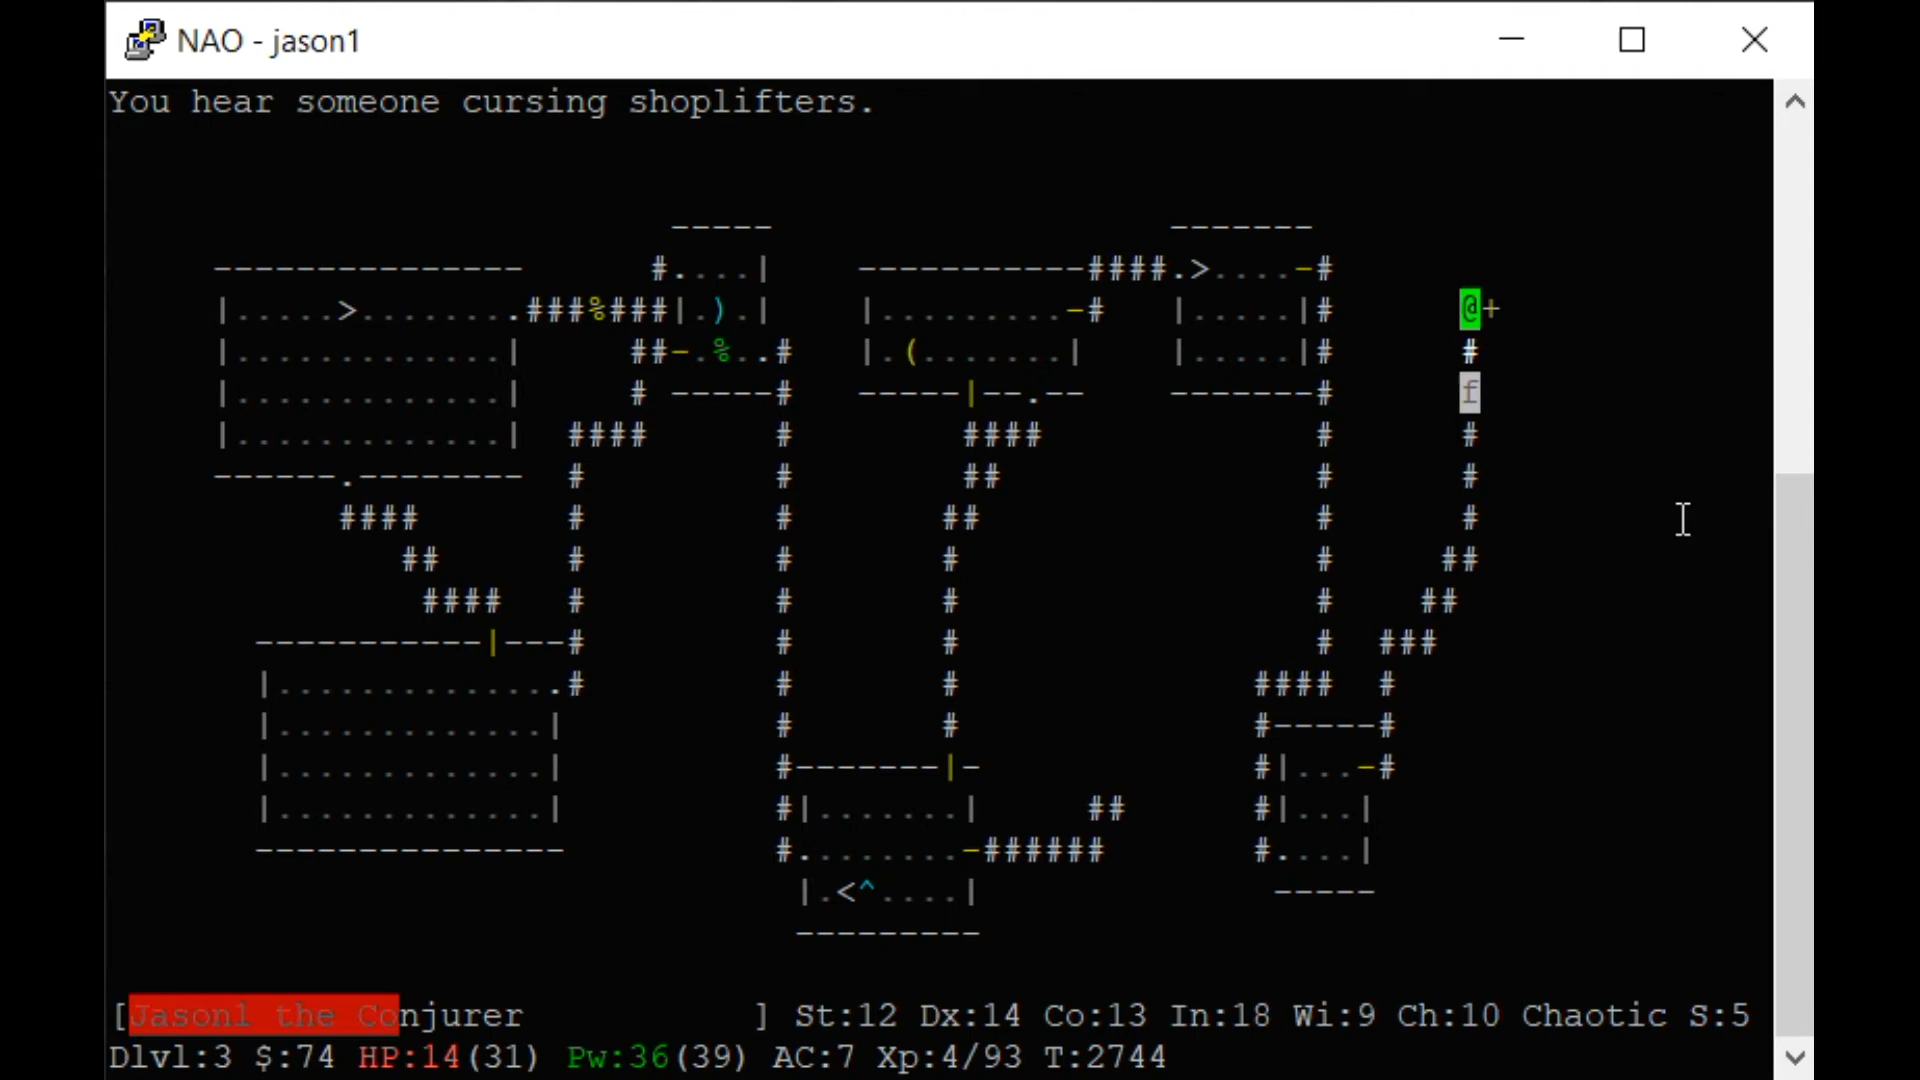 NAO - jason1
You hear someone cursing shoplifters.
----- -------
--------------- #....| -----------####.>....-#
|.....>.........###%###|.).| |.........-# |.....|# @+
|.............| ##-.%..# |.(.......| |.....|# #
|.............| # -----# -----|--.-- -------# f
|.............| #### # #### # #
------.-------- # # ## # #
#### # # ## # #
## # # # # ##
#### # # # # ##
-----------|---# # # # ###
|..............# # # #### #
|............| # # #-----#
|............| #-------|- #|...-#
|............| #|.......| ## #|...|
--------------- #........-###### #....|
|.<^....| -----
---------
[Jason1 the Conjurer ] St:12 Dx:14 Co:13 In:18 Wi:9 Ch:10 Chaotic S:5
Dlvl:3 $:74 HP:14(31) Pw:36(39) AC:7 Xp:4/93 T:2744